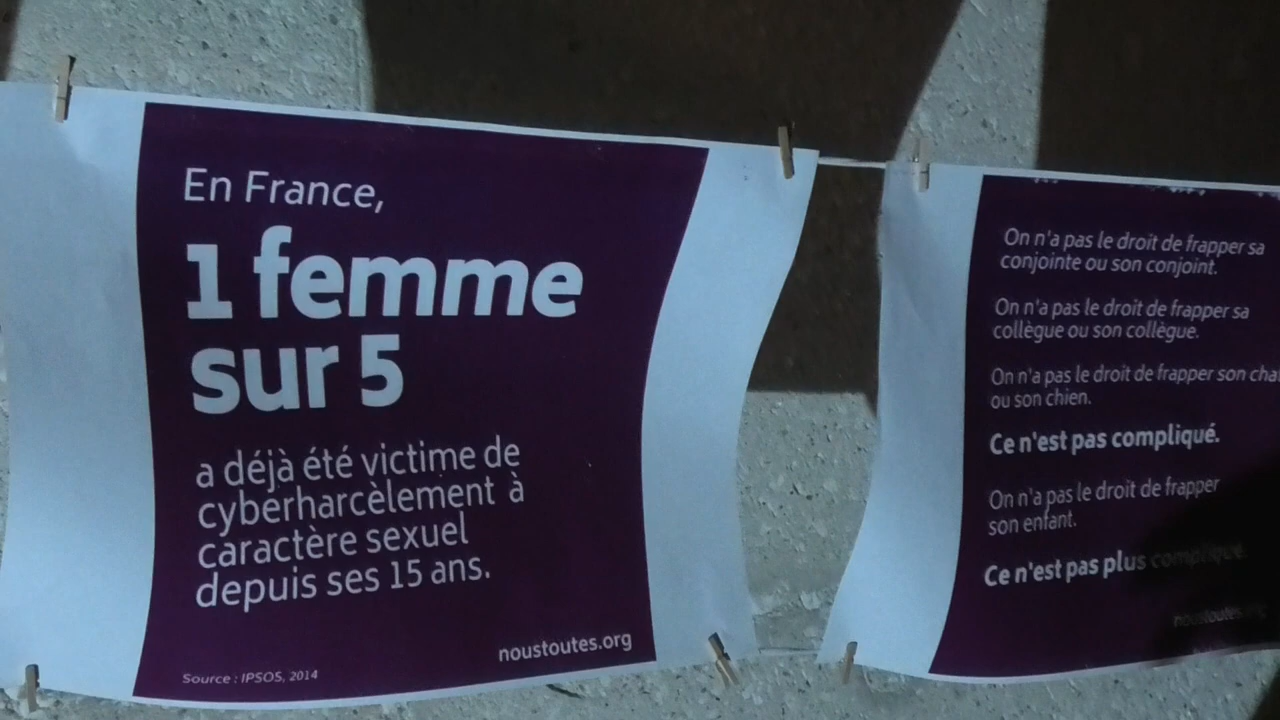 En France,
1 femme
sur 5
a déjà été victime de
cyberharcèlement à
caractère sexuel
depuis ses 15 ans.
noustoutes.org
Source : IPSOS, 2014
On n'a pas le droit de frapper sa
conjointe ou son conjoint.
On n'a pas le droit de frapper sa
collègue ou son collègue.
On n'a pas le droit de frapper son
ou son chien.
Ce n'est pas compliqué.
On n'a pas le droit de frapper
son enfant.
Ce n'est pas plus compliqué.
noustoutes.org